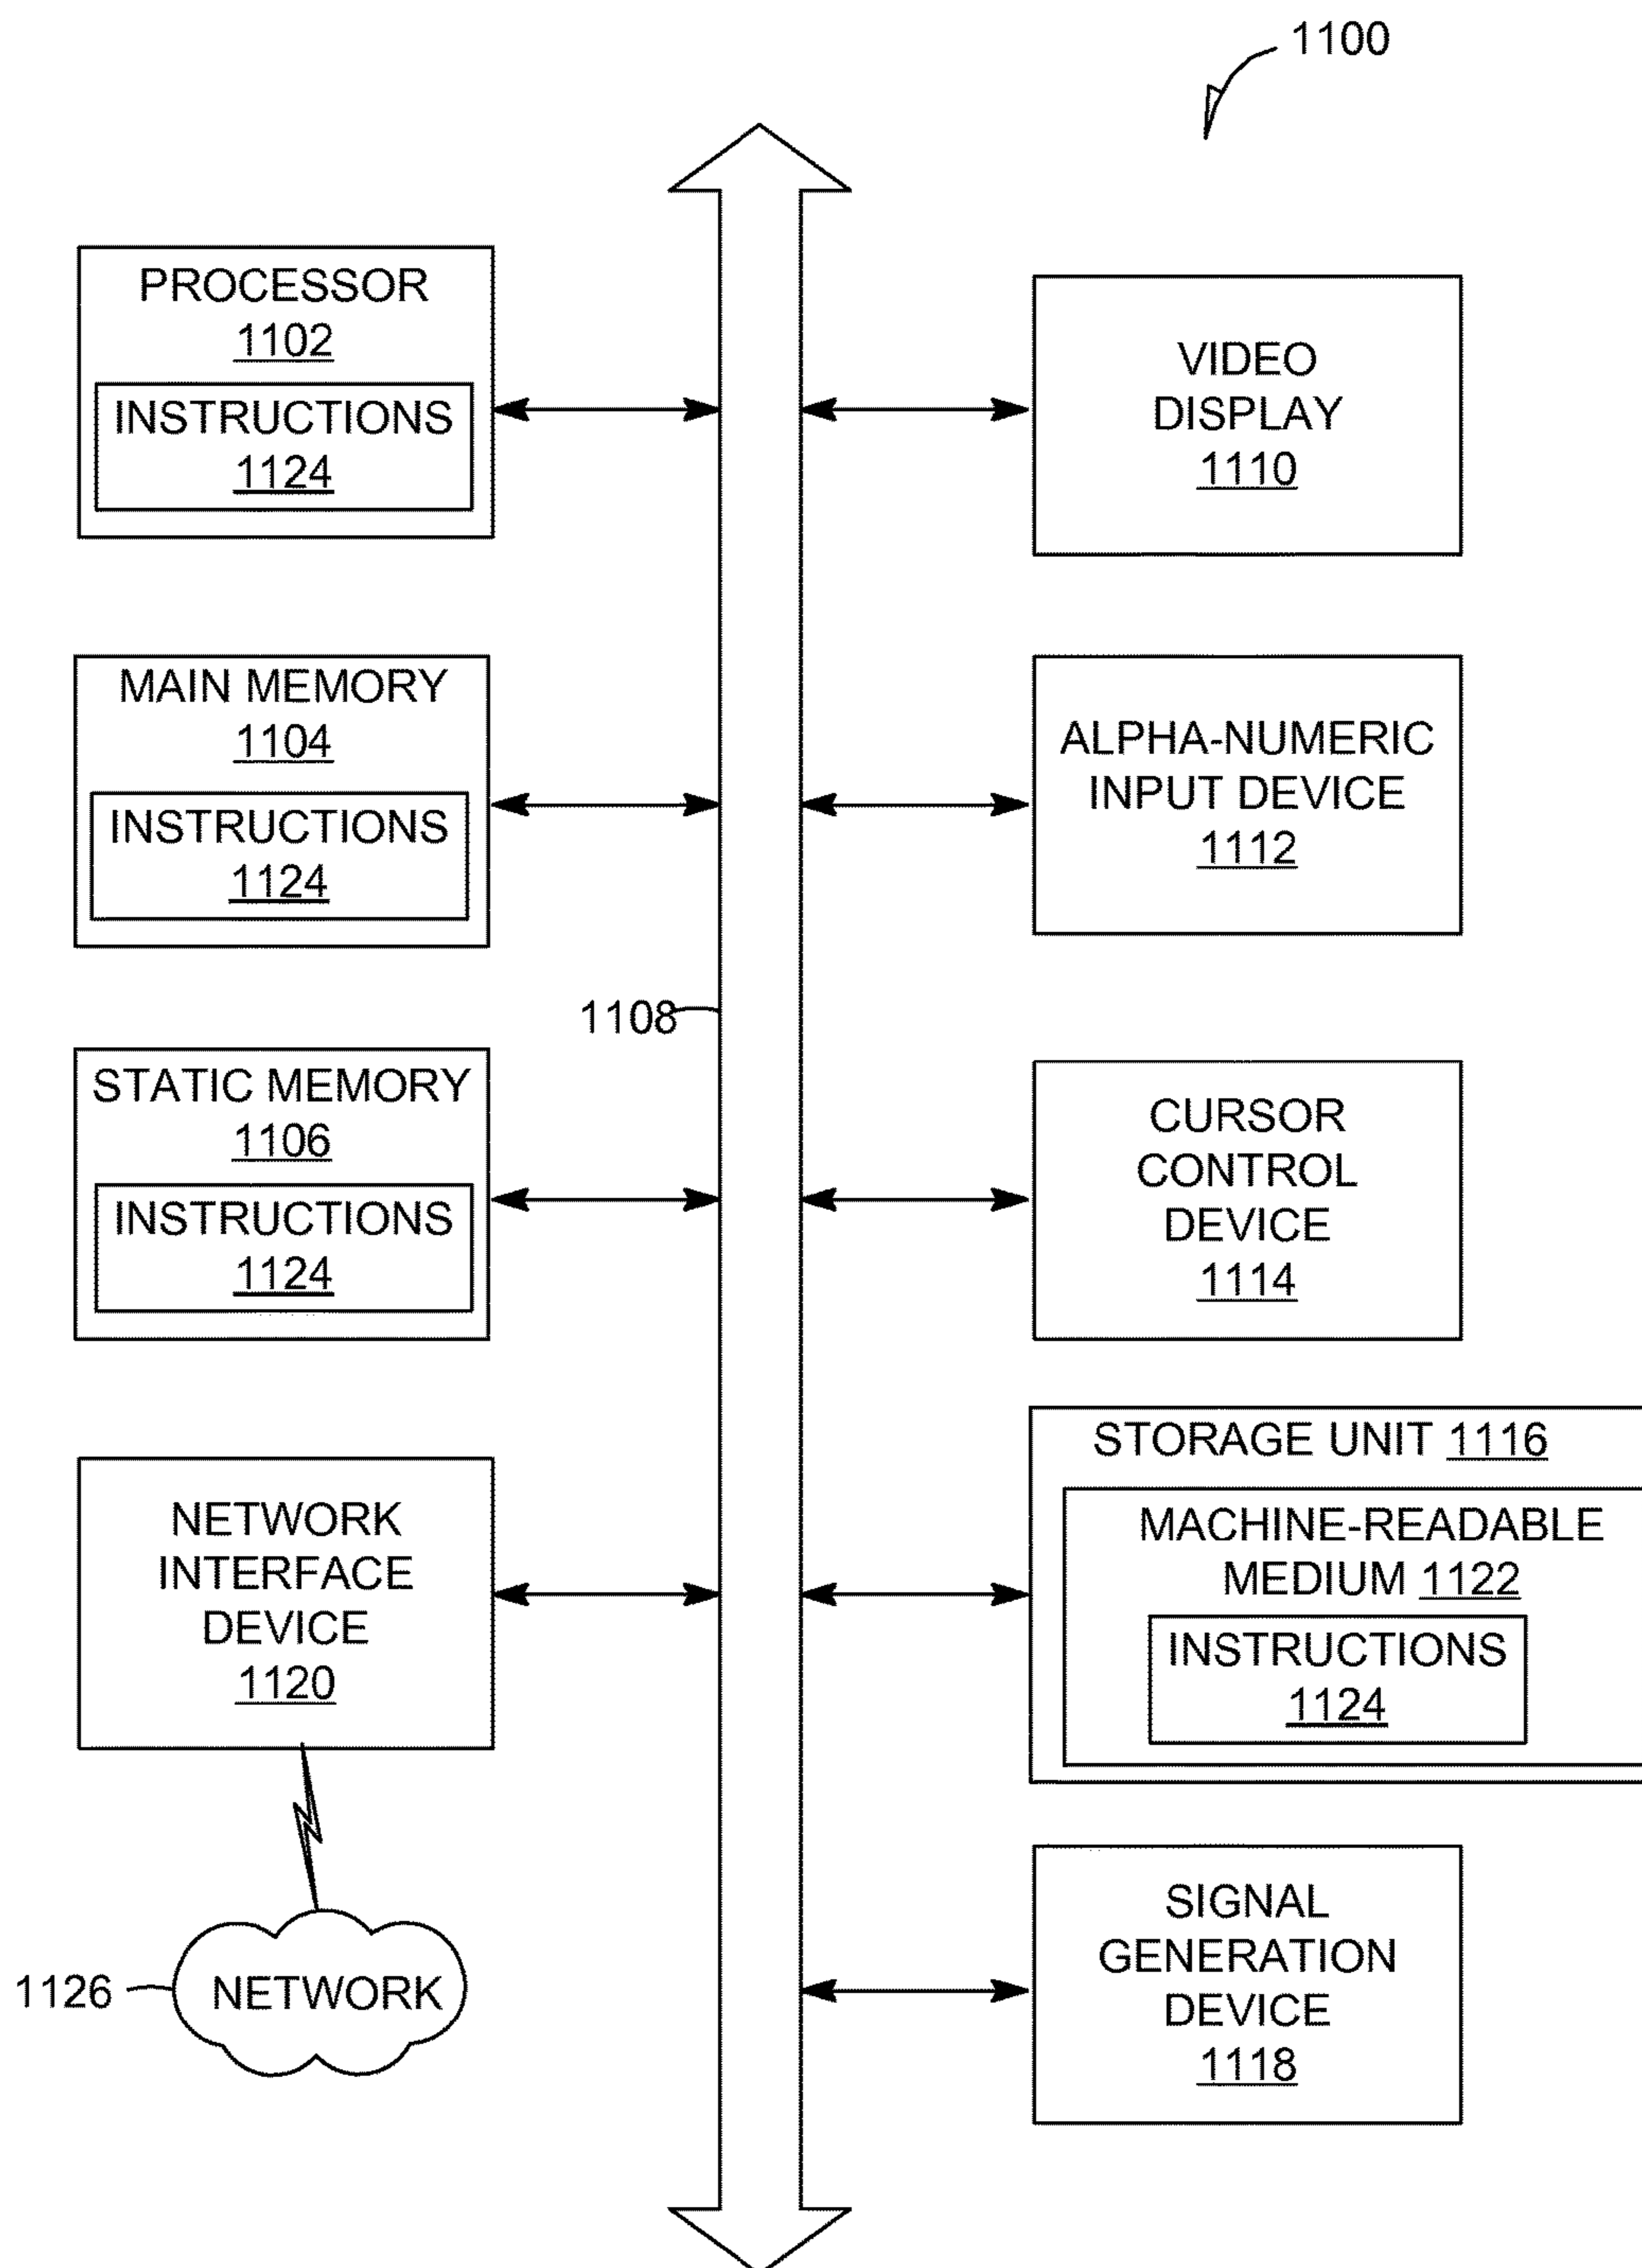 1100
PROCESSOR
1102
INSTRUCTIONS
1124
MAIN MEMORY
1104
INSTRUCTIONS
1124
1108
STATIC MEMORY
1106
INSTRUCTIONS
1124
NETWORK
INTERFACE
DEVICE
1120
1126
NETWORK
VIDEO
DISPLAY
1110
ALPHA-NUMERIC
INPUT DEVICE
1112
CURSOR
CONTROL
DEVICE
1114
STORAGE UNIT 1116
MACHINE-READABLE
MEDIUM 1122
INSTRUCTIONS
1124
SIGNAL
GENERATION
DEVICE
1118